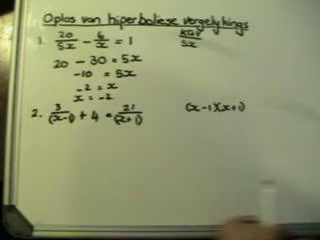 Oplos van hiperboliese vergelykings
1. 20/5x - 6/x = 1 KGV
5x
20 - 30 = 5x
-10 = 5x
-2 = x
x = -2
2. 3/(x-1) + 4 = 21/(x+1) (x-1)(x+1)